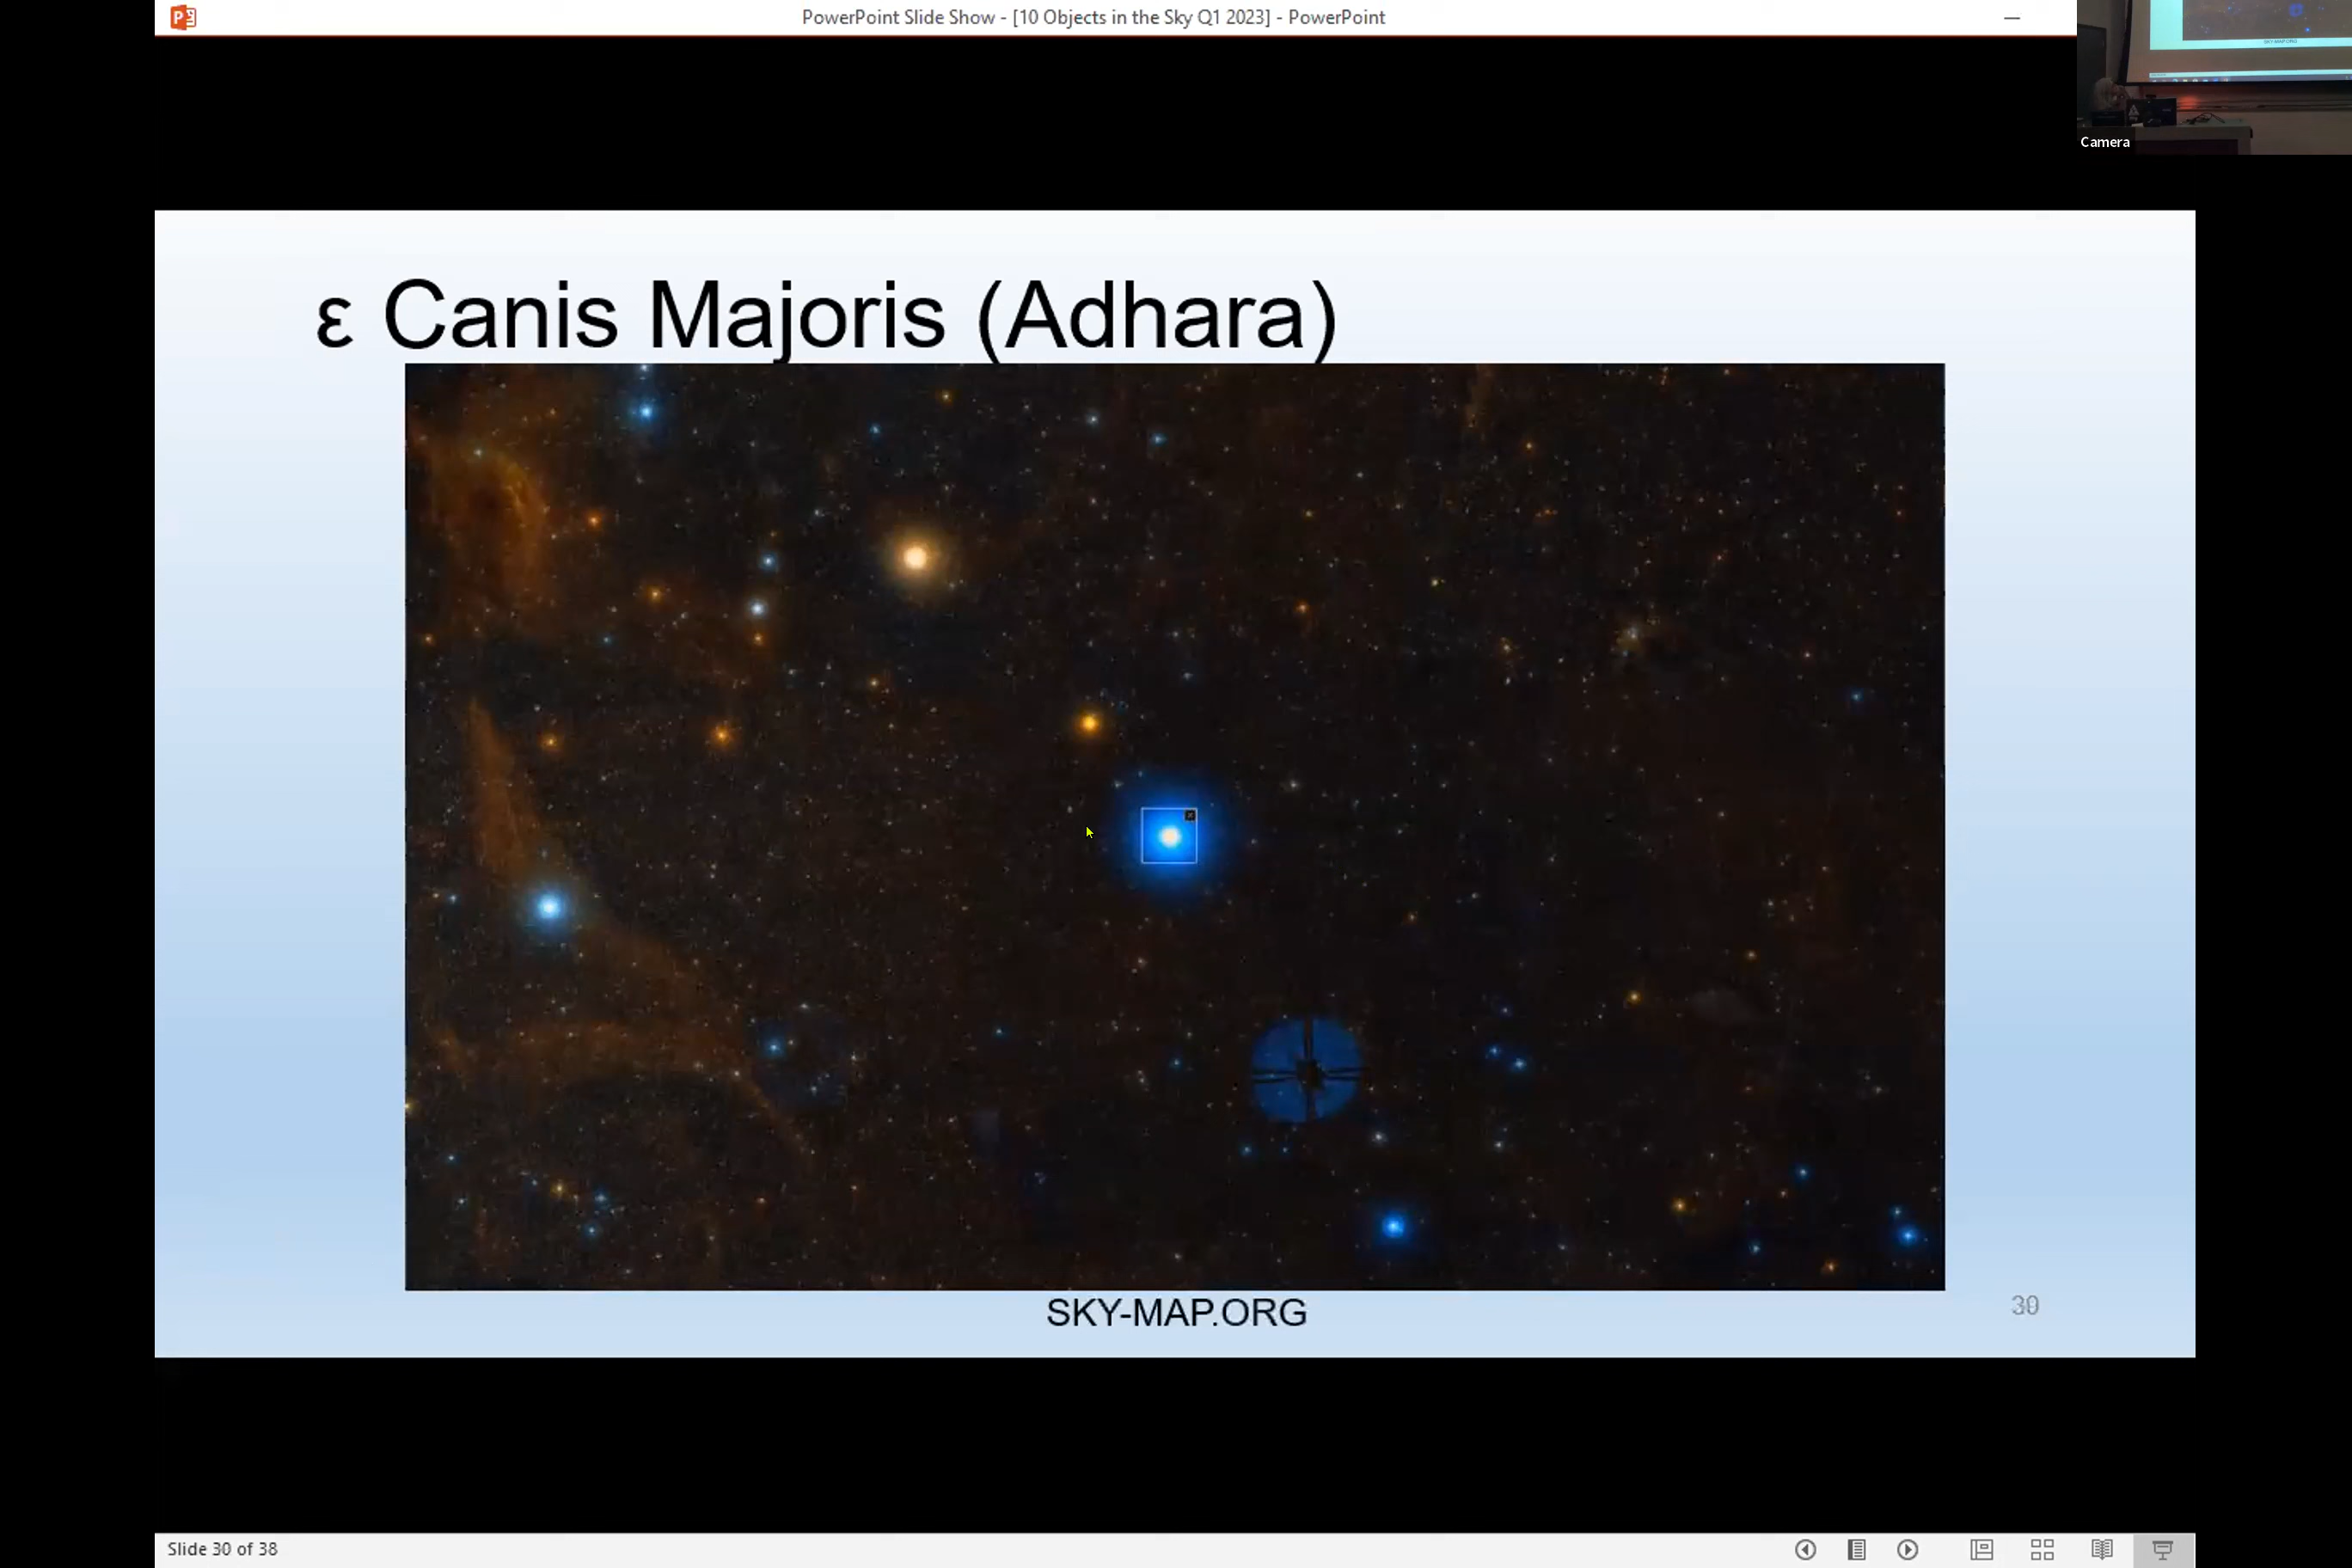 PowerPoint Slide Show - [10 Objects in the Sky Q1 2023] - PowerPoint
Camera
ε Canis Majoris (Adhara)
SKY-MAP.ORG
30
Slide 30 of 38